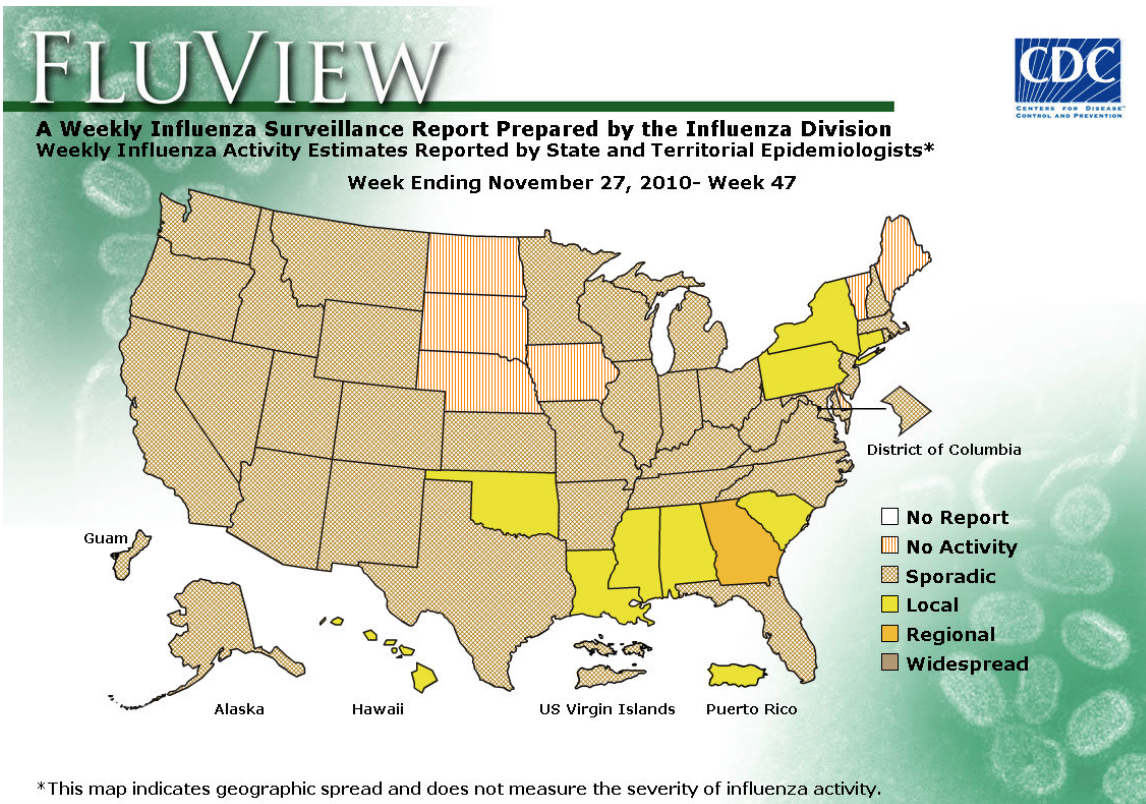 FLUVIEW
CDC
CENTERS FOR DISEASE™
CONTROL AND PREVENTION
A Weekly Influenza Surveillance Report Prepared by the Influenza Division
Weekly Influenza Activity Estimates Reported by State and Territorial Epidemiologists*
Week Ending November 27, 2010- Week 47
District of Columbia
No Report
No Activity
Sporadic
Local
Regional
Widespread
Guam
Alaska
Hawaii
US Virgin Islands
Puerto Rico
*This map indicates geographic spread and does not measure the severity of influenza activity.